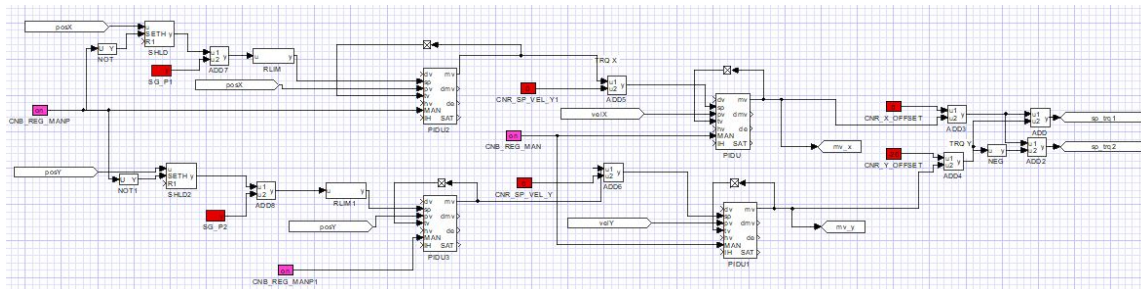 posX
u
SETH y
R1
SHLD
U Y
NOT
u1
u2 y
ADD7
u y
RLIM
SG_P1
posX
on
CNB_REG_MANP
dv mv
sp
pv dmv
tv
hv de
MAN
IH SAT
PIDU2
TRQ X
CNR_SP_VEL_Y1
u1
u2 y
ADD5
velX
on
CNB_REG_MAN
dv mv
sp
pv dmv
tv
hv de
MAN
IH SAT
PIDU
mv_x
CNR_X_OFFSET
u1
u2 y
ADD3
u1
u2 y
ADD
sp_trq1
TRQ Y
U Y
NEG
u1
u2 y
ADD2
sp_trq2
CNR_Y_OFFSET
u1
u2 y
ADD4
posY
U Y
NOT1
u
SETH y
R1
SHLD2
u1
u2 y
ADD8
SG_P2
u y
RLIM1
posY
on
CNB_REG_MANP1
dv mv
sp
pv dmv
tv
hv de
MAN
IH SAT
PIDU3
CNR_SP_VEL_Y
u1
u2 y
ADD6
velY
dv mv
sp
pv dmv
tv
hv de
MAN
IH SAT
PIDU1
mv_y